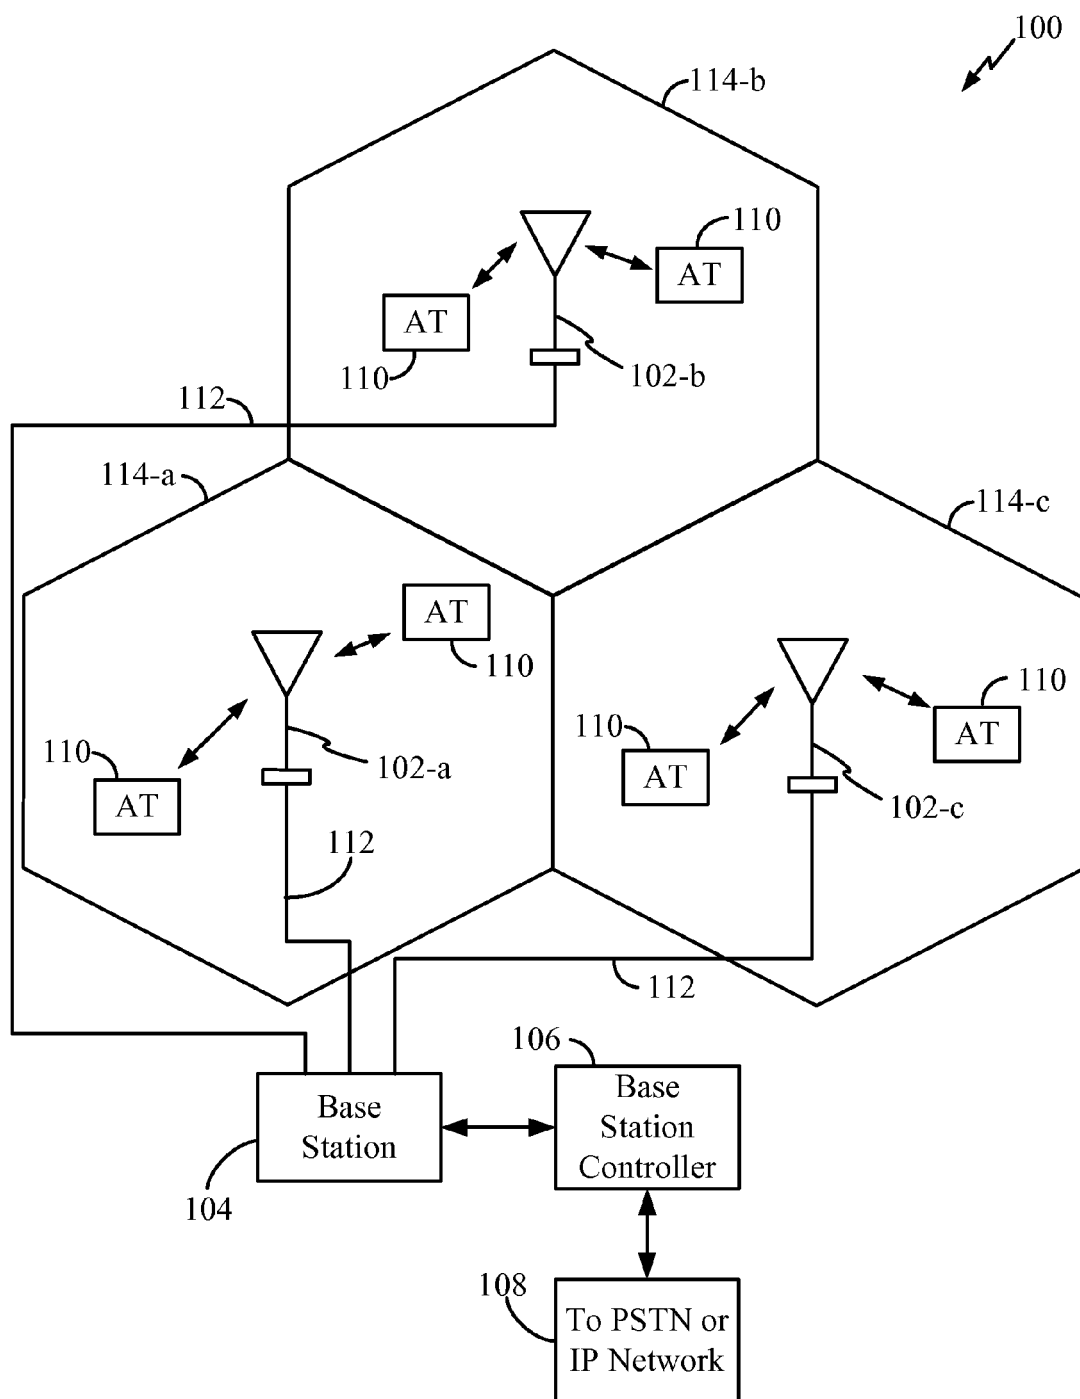 100
114-b
110
AT
AT
110
102-b
112
114-a
114-c
AT
110
110
AT
102-a
110
AT
110
AT
102-c
112
112
106
Base
Station
104
Base
Station
Controller
108
To PSTN or
IP Network